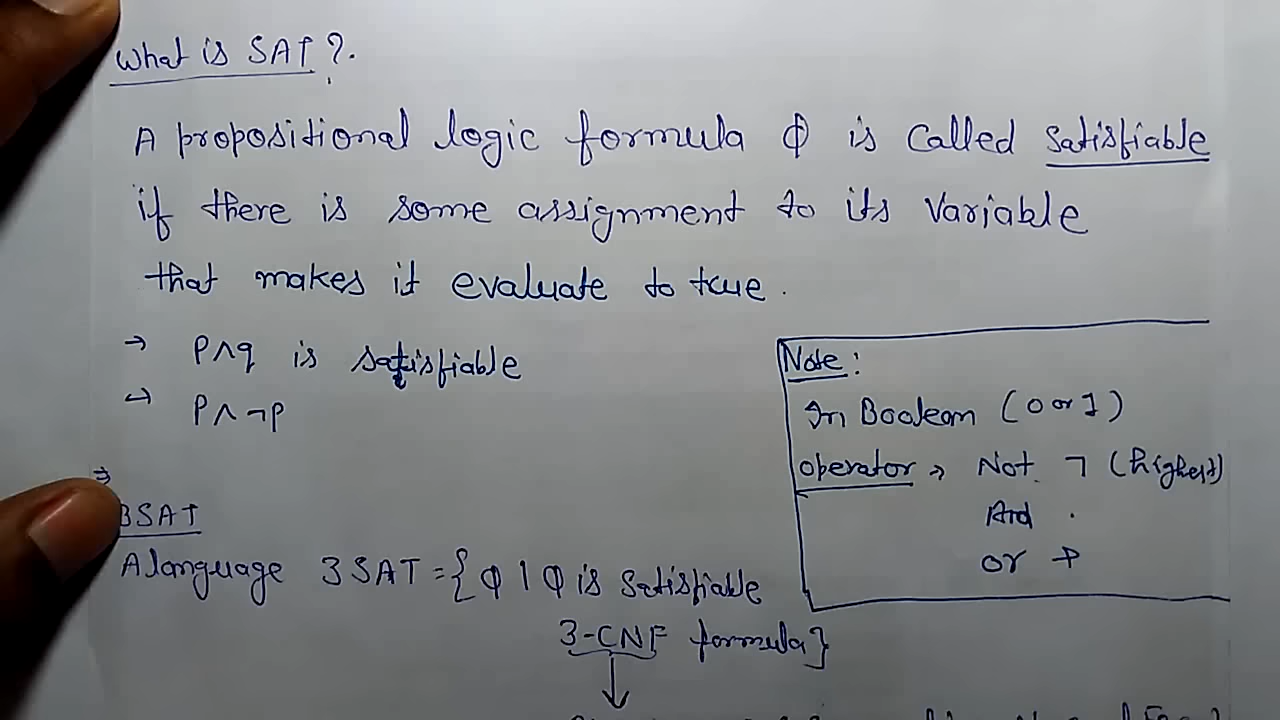 What is SAT?.
A propositional logic formula φ is called satisfiable
if there is some assignment to its variable
that makes it evaluate to true.
→ P∧q is satisfiable
→ P∧¬P
Note:
In Boolean (0 or 1)
operator → Not ¬ (highest)
And ·
or +
⇒
3SAT
A language 3SAT = {φ | φ is satisfiable
3-CNF formula}
↓